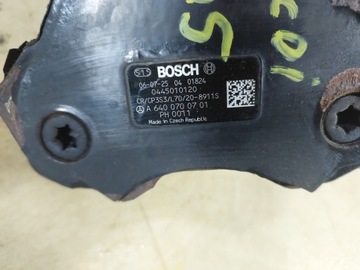 BOSCH
06-07-25 04 01824
0445010120
CR/CP3S3/L70/20-8911S
A 640 070 07 01
PH 0011
Made in Czech Republic